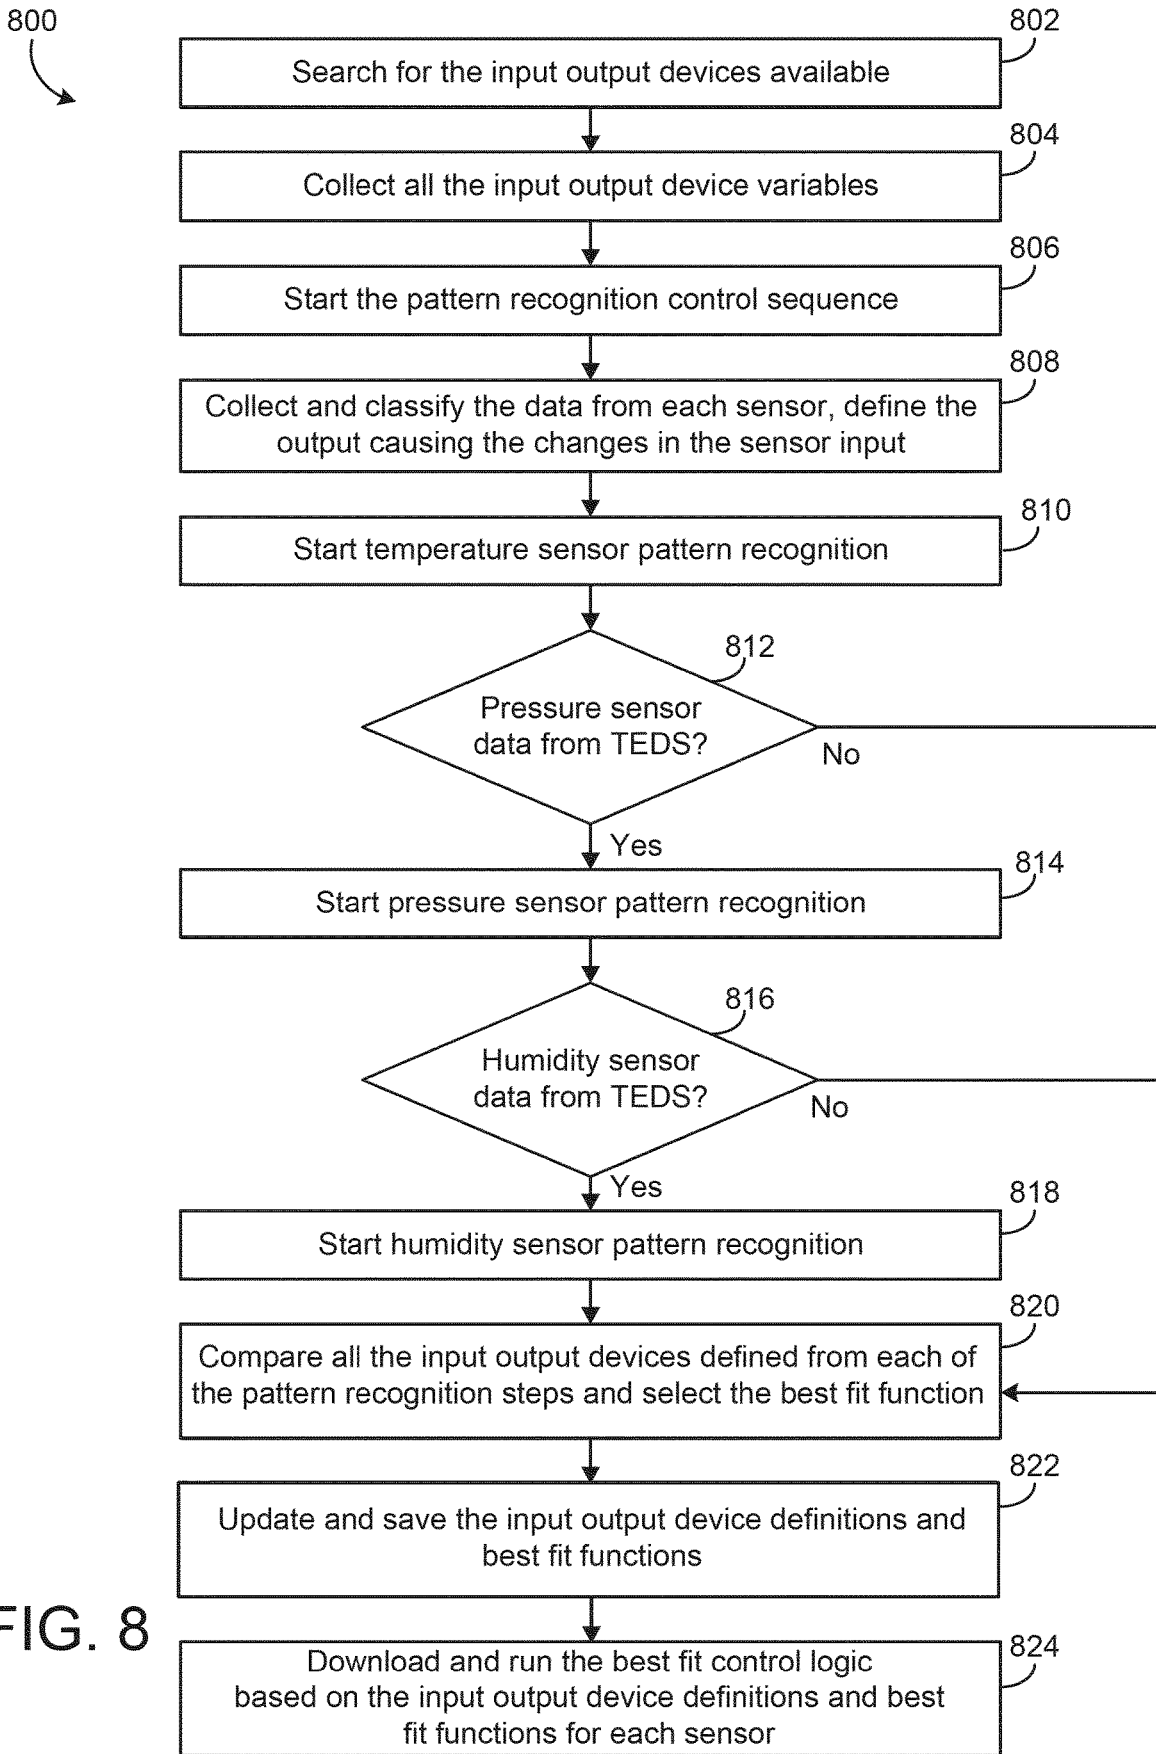 800
802
Search for the input output devices available
804
Collect all the input output device variables
806
Start the pattern recognition control sequence
808
Collect and classify the data from each sensor, define the
output causing the changes in the sensor input
810
Start temperature sensor pattern recognition
812
Pressure sensor
data from TEDS?
No
Yes
814
Start pressure sensor pattern recognition
816
Humidity sensor
data from TEDS?
No
Yes
818
Start humidity sensor pattern recognition
820
Compare all the input output devices defined from each of
the pattern recognition steps and select the best fit function
822
Update and save the input output device definitions and
best fit functions
FIG. 8
824
Download and run the best fit control logic
based on the input output device definitions and best
fit functions for each sensor